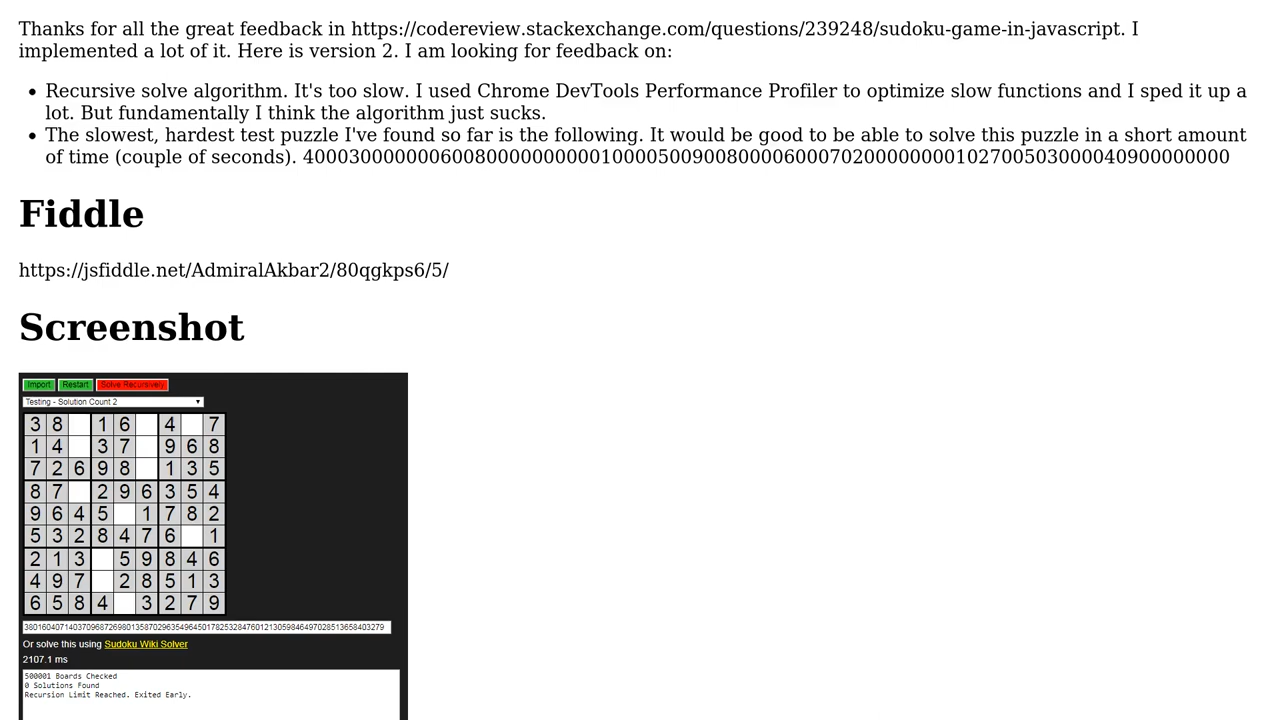 Thanks for all the great feedback in https://codereview.stackexchange.com/questions/239248/sudoku-game-in-javascript. I
implemented a lot of it. Here is version 2. I am looking for feedback on:
• Recursive solve algorithm. It's too slow. I used Chrome DevTools Performance Profiler to optimize slow functions and I sped it up a
lot. But fundamentally I think the algorithm just sucks.
• The slowest, hardest test puzzle I've found so far is the following. It would be good to be able to solve this puzzle in a short amount
of time (couple of seconds). 400030000000600800000000001000050090080000600070200000000102700503000040900000000
Fiddle
https://jsfiddle.net/AdmiralAkbar2/80qgkps6/5/
Screenshot
Import Restart Solve Recursively
Testing - Solution Count 2
3 8 1 6 4 7
1 4 3 7 9 6 8
7 2 6 9 8 1 3 5
8 7 2 9 6 3 5 4
9 6 4 5 1 7 8 2
5 3 2 8 4 7 6 1
2 1 3 5 9 8 4 6
4 9 7 2 8 5 1 3
6 5 8 4 3 2 7 9
380160407140370968726980135870296354964501782532847601213059846497028513658403279
Or solve this using Sudoku Wiki Solver
2107.1 ms
500001 Boards Checked
0 Solutions Found
Recursion Limit Reached. Exited Early.